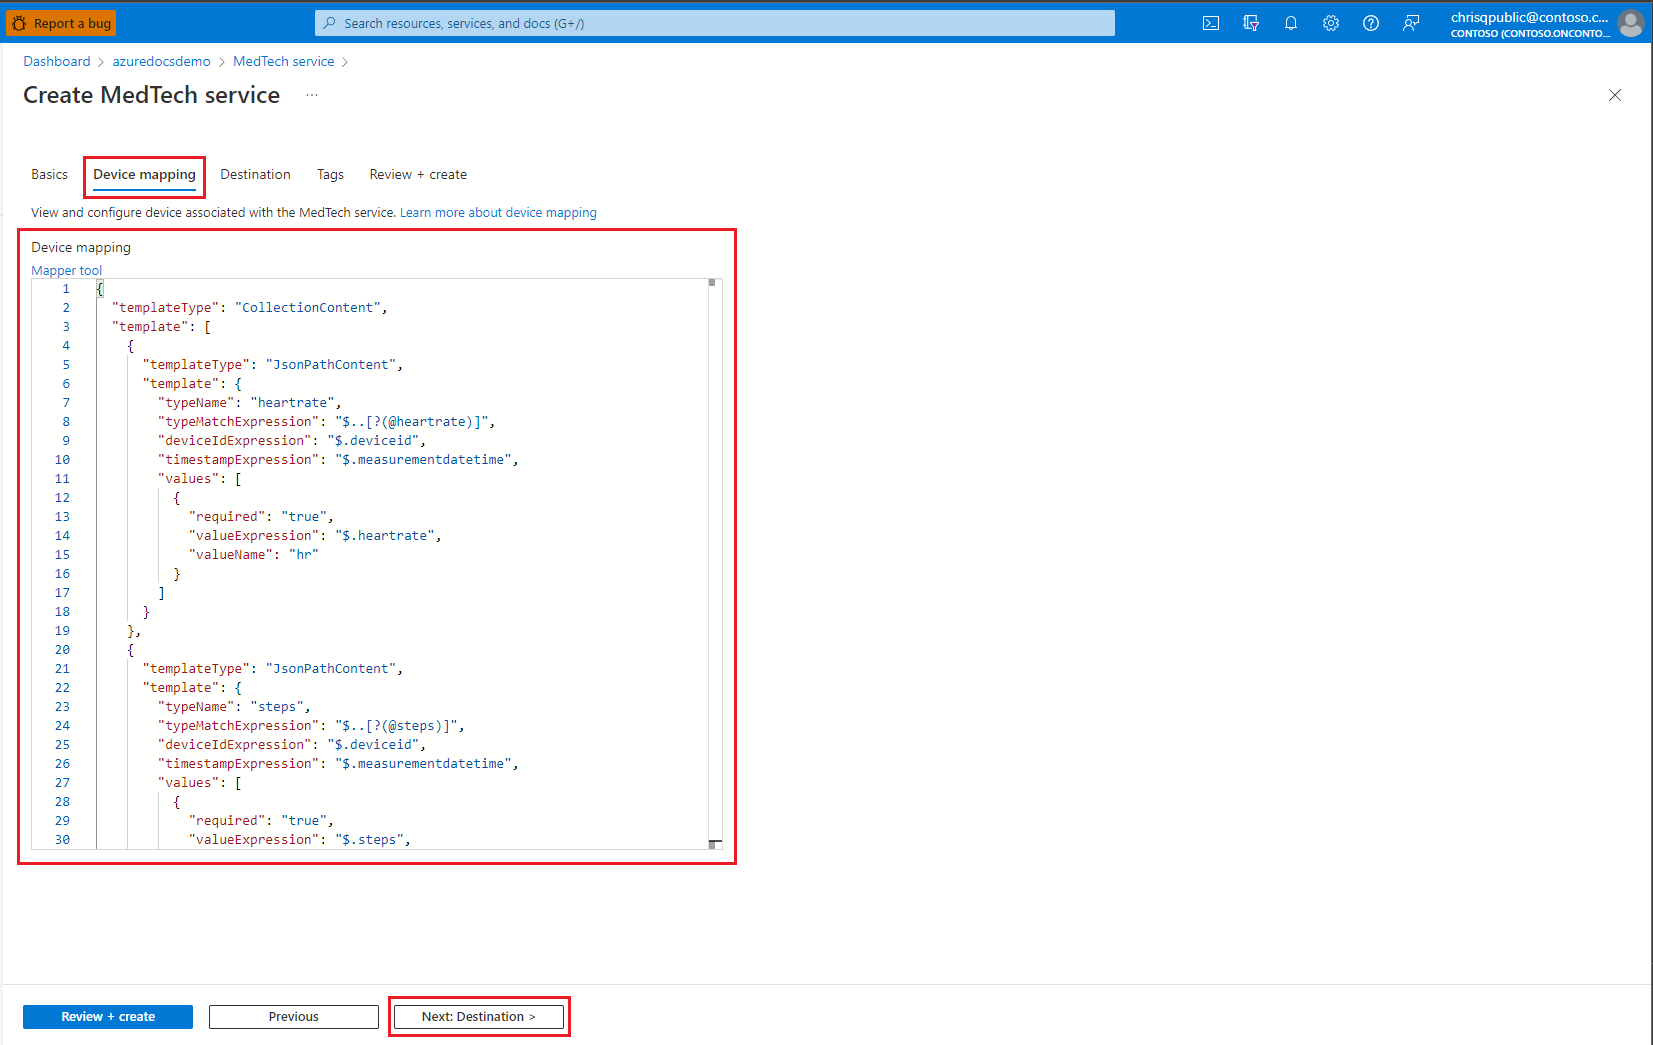 Report a bug
Search resources, services, and docs (G+/)
chrisqpublic@contoso.c...
CONTOSO (CONTOSO.ONCONTO...
Dashboard > azuredocsdemo > MedTech service >
Create MedTech service ...
Basics Device mapping Destination Tags Review + create
View and configure device associated with the MedTech service. Learn more about device mapping
Device mapping
Mapper tool
1 {
2 "templateType": "CollectionContent",
3 "template": [
4 {
5 "templateType": "JsonPathContent",
6 "template": {
7 "typeName": "heartrate",
8 "typeMatchExpression": "$..[?(@heartrate)]",
9 "deviceIdExpression": "$.deviceid",
10 "timestampExpression": "$.measurementdatetime",
11 "values": [
12 {
13 "required": "true",
14 "valueExpression": "$.heartrate",
15 "valueName": "hr"
16 }
17 ]
18 }
19 },
20 {
21 "templateType": "JsonPathContent",
22 "template": {
23 "typeName": "steps",
24 "typeMatchExpression": "$..[?(@steps)]",
25 "deviceIdExpression": "$.deviceid",
26 "timestampExpression": "$.measurementdatetime",
27 "values": [
28 {
29 "required": "true",
30 "valueExpression": "$.steps",
Review + create Previous Next: Destination >